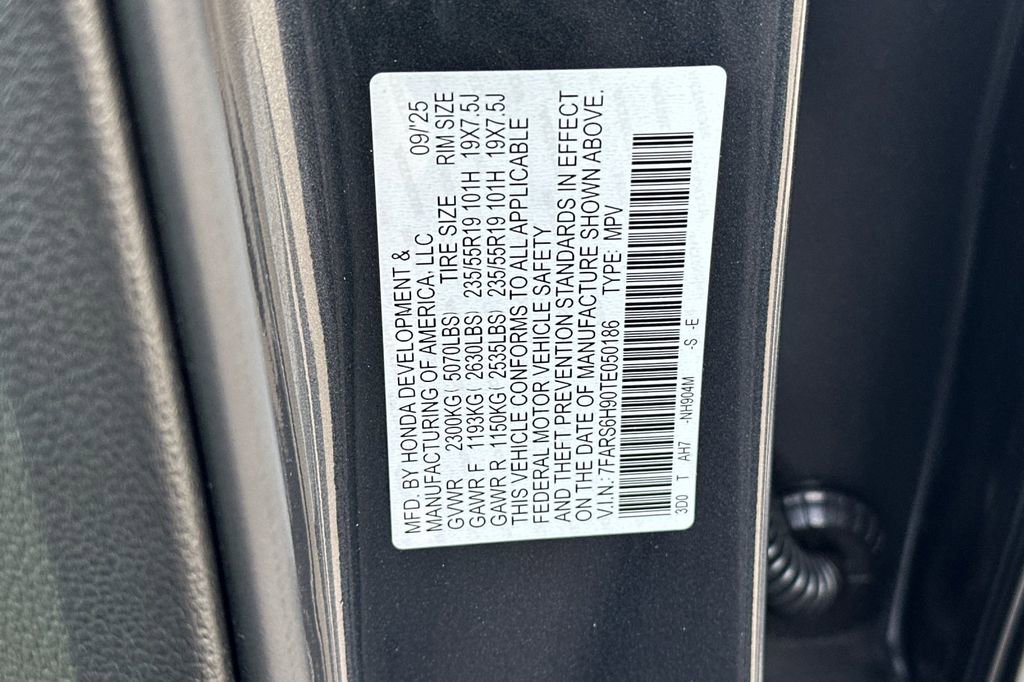 MFD. BY HONDA DEVELOPMENT & 09/'25
MANUFACTURING OF AMERICA, LLC
GVWR 2300KG( 5070LBS) TIRE SIZE RIM SIZE
GAWR F 1193KG( 2630LBS) 235/55R19 101H 19X7.5J
GAWR R 1150KG( 2535LBS) 235/55R19 101H 19X7.5J
THIS VEHICLE CONFORMS TO ALL APPLICABLE
FEDERAL MOTOR VEHICLE SAFETY
AND THEFT PREVENTION STANDARDS IN EFFECT
ON THE DATE OF MANUFACTURE SHOWN ABOVE.
V.I.N.: 7FARS6H90TE050186 TYPE: MPV
3D0 T AH7 -NH904M -S -E